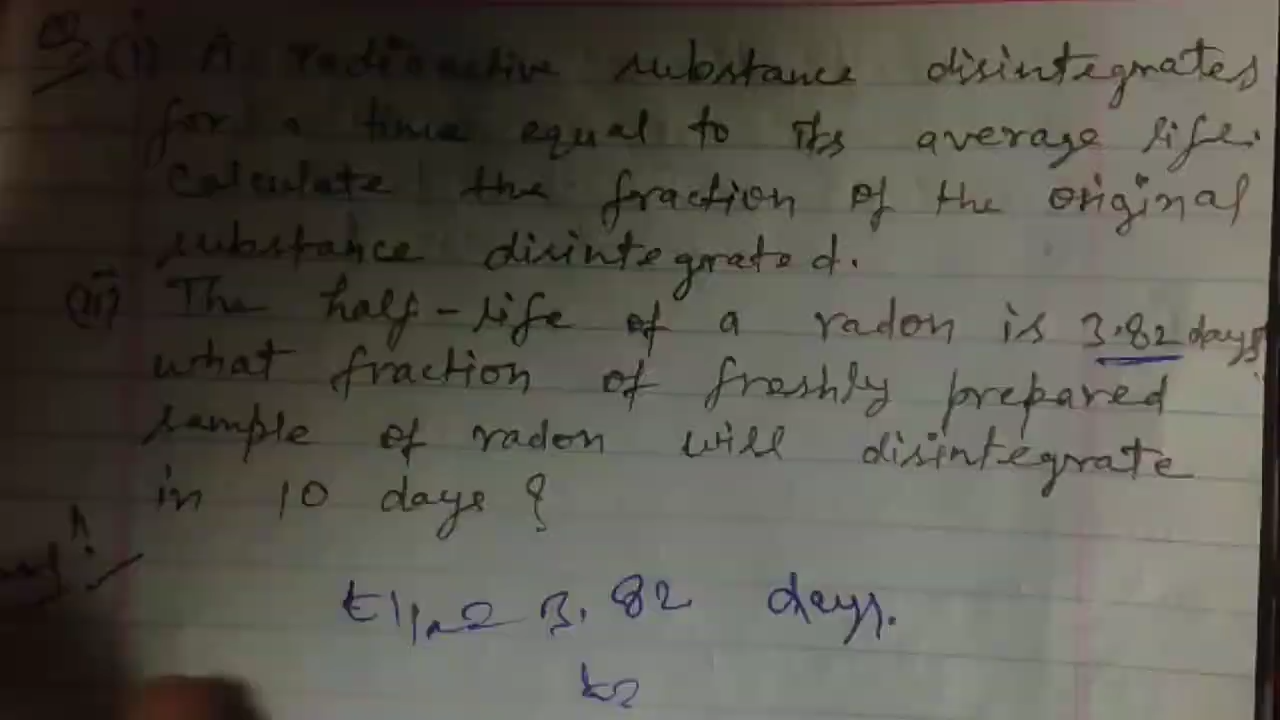 Q (i) A radioactive substance disintegrates
for a time equal to its average life.
Calculate the fraction of the original
substance disintegrated.
(ii) The half-life of a radon is 3.82 days
what fraction of freshly prepared
sample of radon will disintegrate
in 10 days ?
t1/2 = 3.82 days.
k=